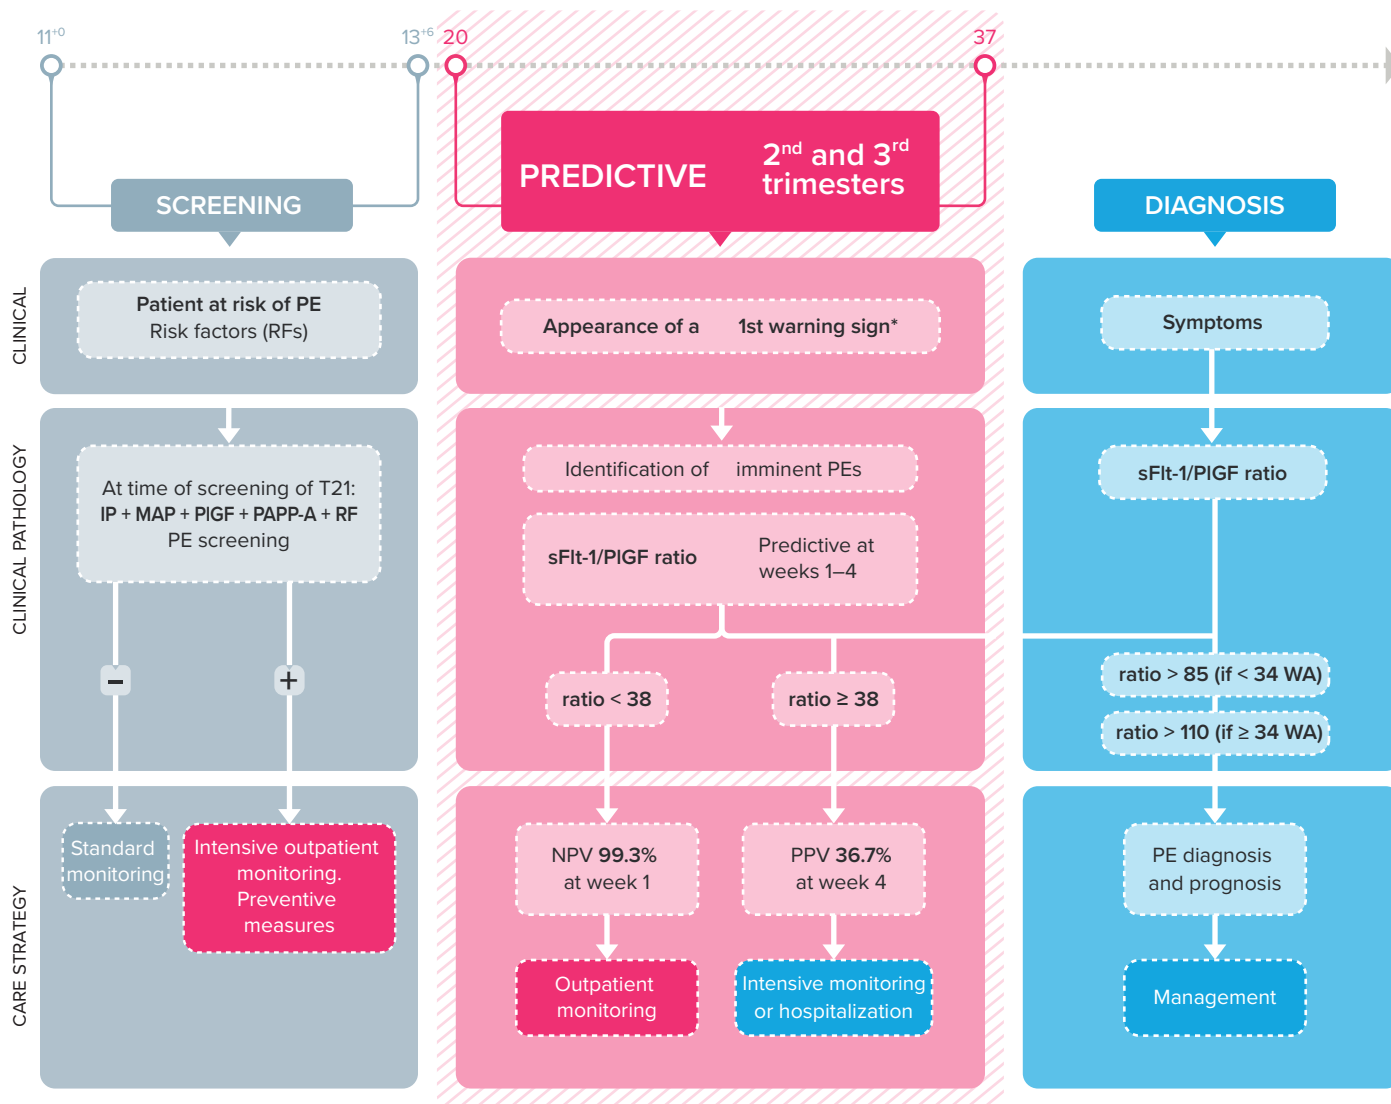 11+0
13+6
20
37
SCREENING
PREDICTIVE
2nd and 3rd
trimesters
DIAGNOSIS
CLINICAL
Patient at risk of PE
Risk factors (RFs)
Appearance of a 1st warning sign*
Symptoms
CLINICAL PATHOLOGY
At time of screening of T21:
IP + MAP + PIGF + PAPP-A + RF
PE screening
Identification of imminent PEs
sFlt-1/PIGF ratio
Predictive at
weeks 1–4
sFlt-1/PIGF ratio
−
+
ratio < 38
ratio ≥ 38
ratio > 85 (if < 34 WA)
ratio > 110 (if ≥ 34 WA)
CARE STRATEGY
Standard
monitoring
Intensive outpatient
monitoring.
Preventive
measures
NPV 99.3%
at week 1
PPV 36.7%
at week 4
PE diagnosis
and prognosis
Outpatient
monitoring
Intensive monitoring
or hospitalization
Management